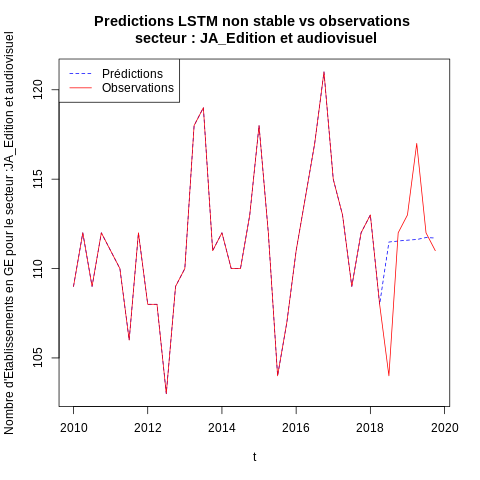 Predictions LSTM non stable vs observations
secteur : JA_Edition et audiovisuel
Nombre d'Etablissements en GE pour le secteur :JA_Edition et audiovisuel
Prédictions
Observations
120
115
110
105
2010 2012 2014 2016 2018 2020
t